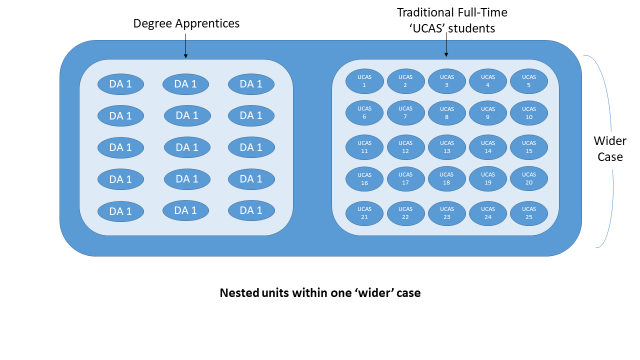 Degree Apprentices
Traditional Full-Time
‘UCAS’ students
DA 1 DA 1 DA 1
DA 1 DA 1 DA 1
DA 1 DA 1 DA 1
DA 1 DA 1 DA 1
DA 1 DA 1 DA 1
UCAS 1 UCAS 2 UCAS 3 UCAS 4 UCAS 5
UCAS 6 UCAS 7 UCAS 8 UCAS 9 UCAS 10
UCAS 11 UCAS 12 UCAS 13 UCAS 14 UCAS 15
UCAS 16 UCAS 17 UCAS 18 UCAS 19 UCAS 20
UCAS 21 UCAS 22 UCAS 23 UCAS 24 UCAS 25
Wider
Case
Nested units within one ‘wider’ case